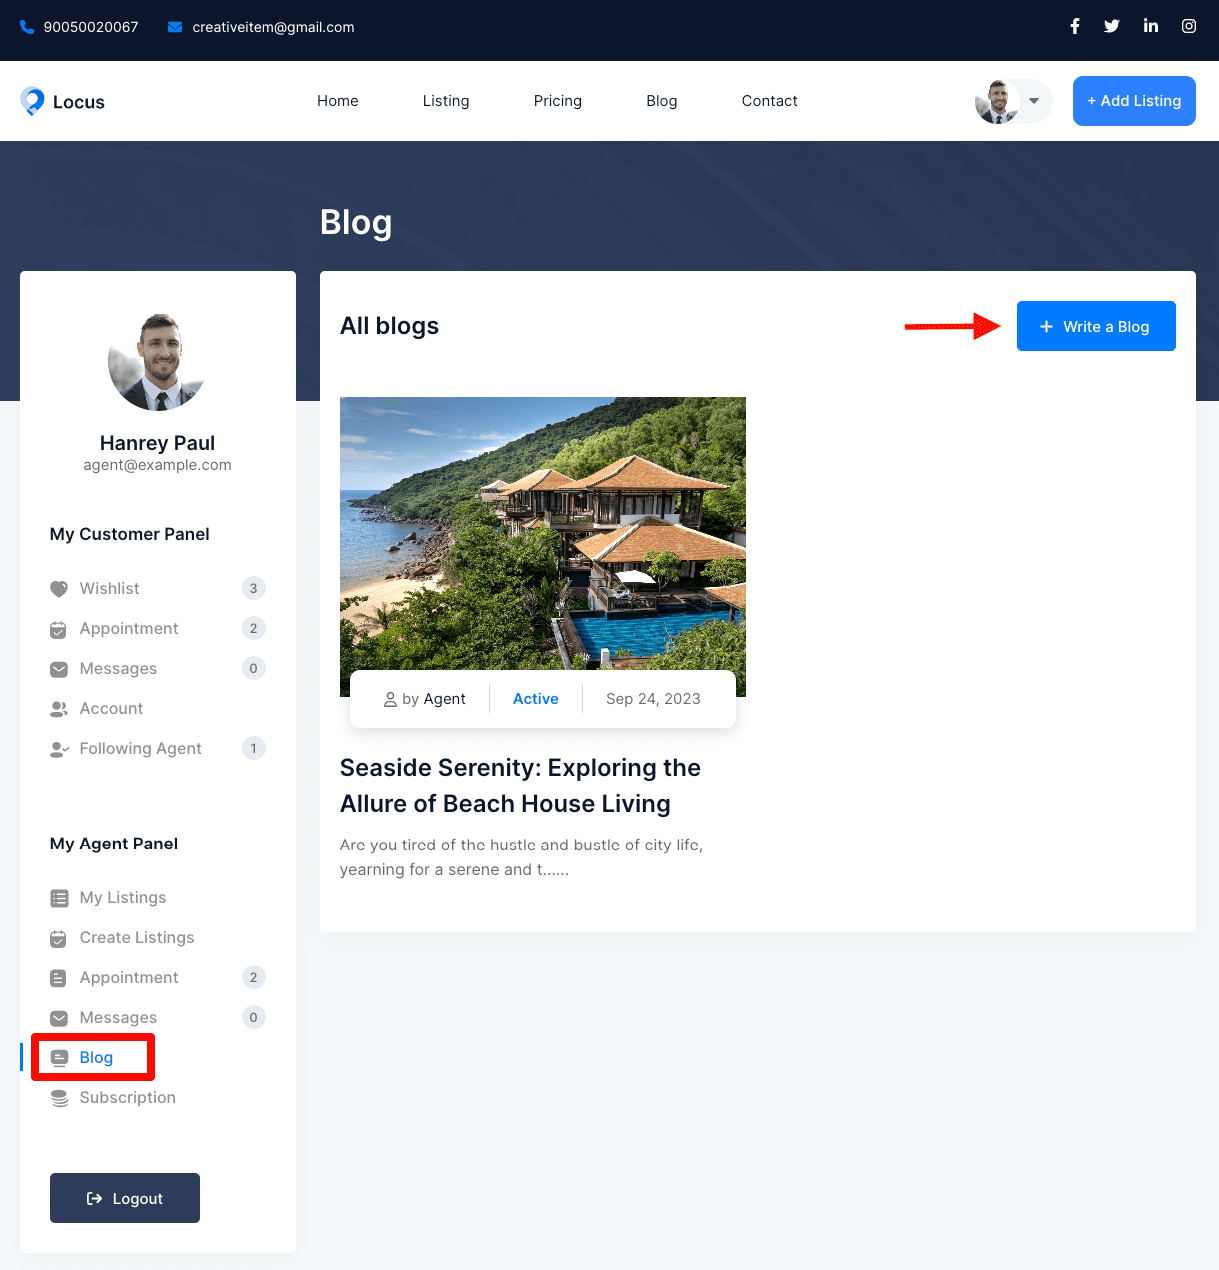 90050020067
creativeitem@gmail.com
Locus
Home
Listing
Pricing
Blog
Contact
+ Add Listing
Blog
Hanrey Paul
agent@example.com
My Customer Panel
Wishlist 3
Appointment 2
Messages 0
Account
Following Agent 1
My Agent Panel
My Listings
Create Listings
Appointment 2
Messages 0
Blog
Subscription
Logout
All blogs
+ Write a Blog
by Agent
Active
Sep 24, 2023
Seaside Serenity: Exploring the
Allure of Beach House Living
Are you tired of the hustle and bustle of city life,
yearning for a serene and t......